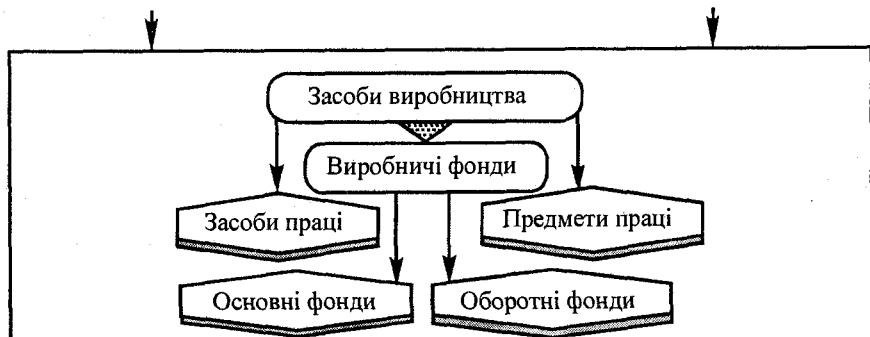 Засоби виробництва
Виробничі фонди
Засоби праці
Предмети праці
Основні фонди
Оборотні фонди